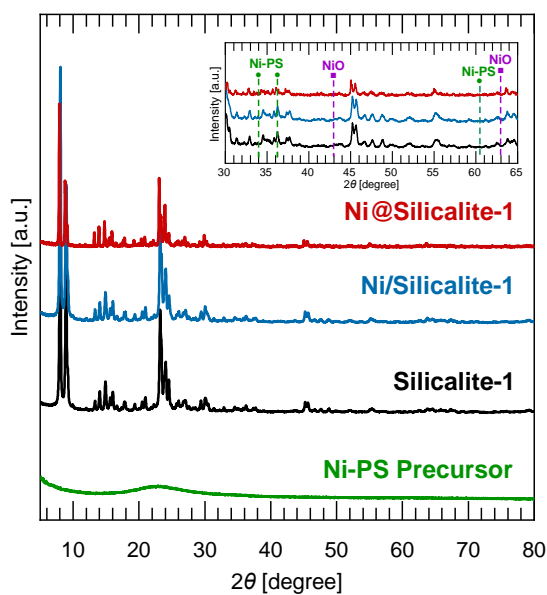 Ni-PS
NiO
Ni-PS
NiO
Intensity [a.u.]
30 35 40 45 50 55 60 65
2θ [degree]
Ni@Silicalite-1
Ni/Silicalite-1
Silicalite-1
Ni-PS Precursor
Intensity [a.u.]
10 20 30 40 50 60 70 80
2θ [degree]